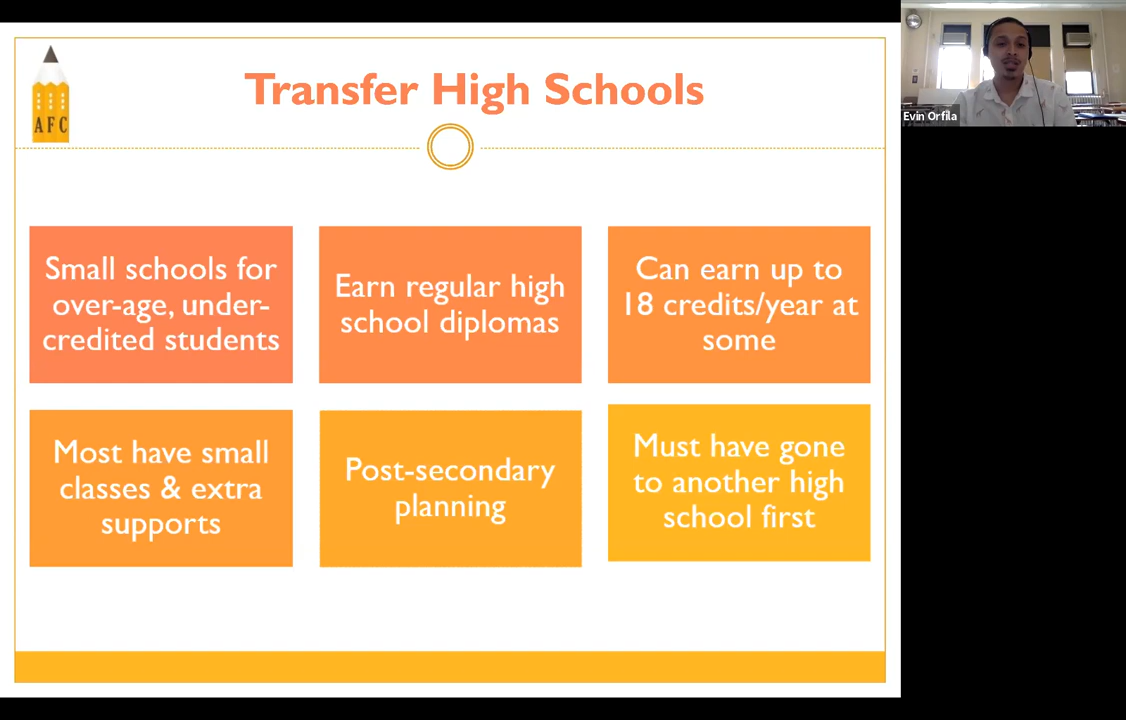 Transfer High Schools
AFC
Evin Orfila
Small schools for
over-age, under-
credited students
Earn regular high
school diplomas
Can earn up to
18 credits/year at
some
Most have small
classes & extra
supports
Post-secondary
planning
Must have gone
to another high
school first